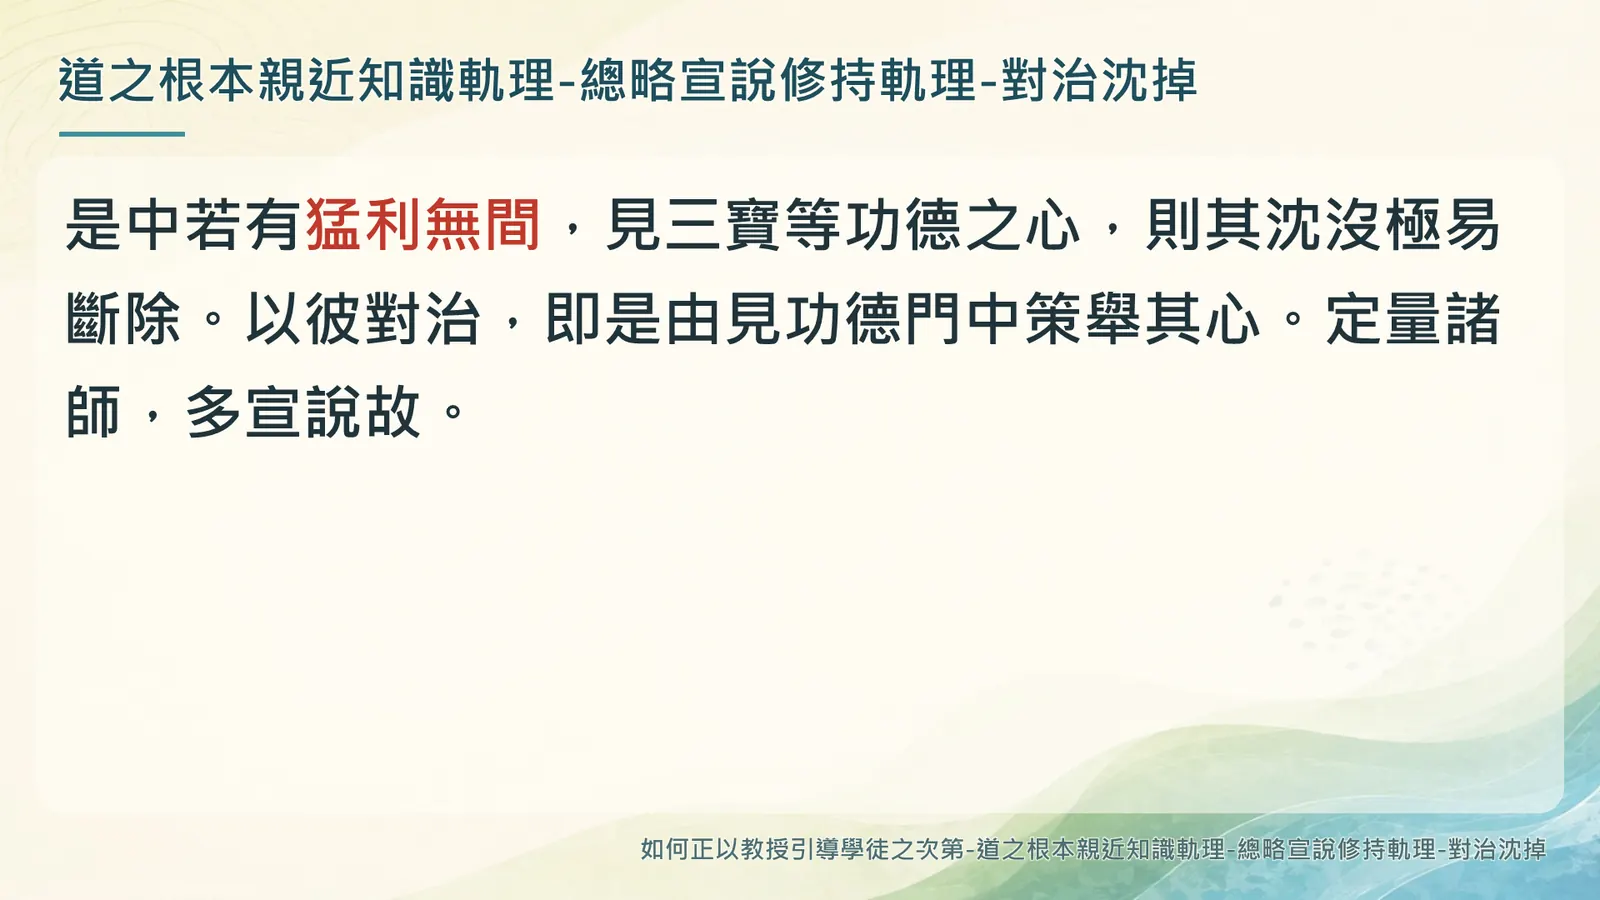 道之根本親近知識軌理-總略宣說修持軌理-對治沈掉
是中若有猛利無間，見三寶等功德之心，則其沈沒極易
斷除。以彼對治，即是由見功德門中策舉其心。定量諸
師，多宣說故。
如何正以教授引導學徒之次第-道之根本親近知識軌理-總略宣說修持軌理-對治沈掉